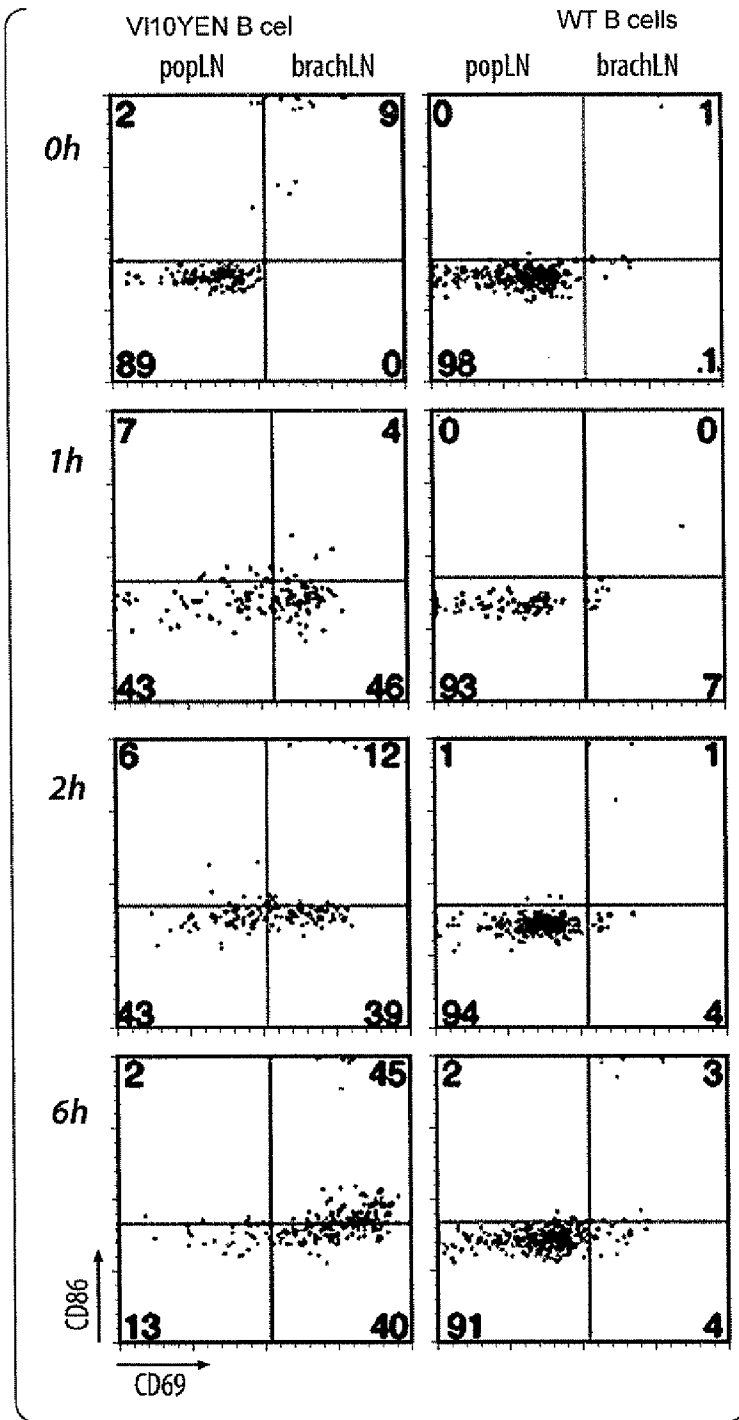 VI10YEN B cel
WT B cells
popLN brachLN popLN brachLN
0h
2 9 0 1
89 0 98 .1
1h
7 4 0 0
43 46 93 7
2h
6 12 1 1
43 39 94 4
6h
2 45 2 3
13 40 91 4
CD86
CD69